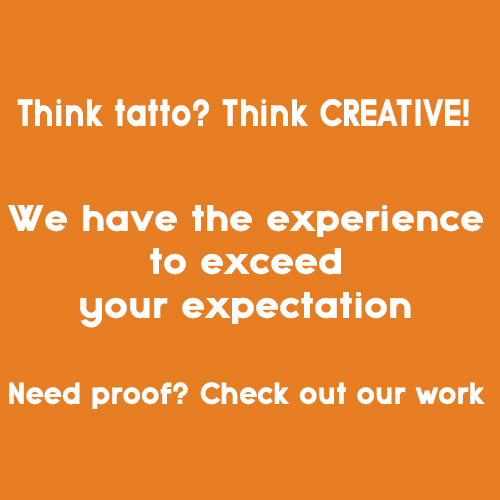 Think tatto? Think CREATIVE!
We have the experience
to exceed
your expectation
Need proof? Check out our work